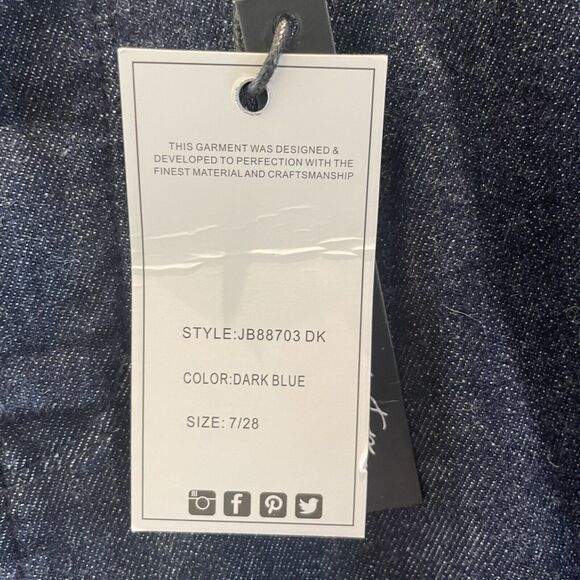 THIS GARMENT WAS DESIGNED &
DEVELOPED TO PERFECTION WITH THE
FINEST MATERIAL AND CRAFTSMANSHIP
STYLE:JB88703 DK
COLOR:DARK BLUE
SIZE: 7/28